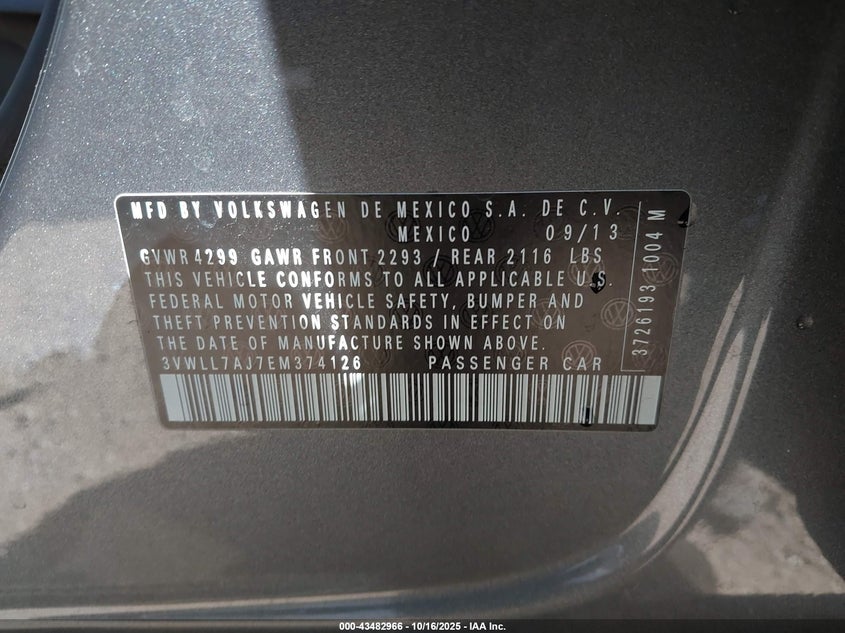 MFD BY VOLKSWAGEN DE MEXICO S.A. DE C.V.
MEXICO 09/13
GVWR 4299 GAWR FRONT 2293 / REAR 2116 LBS
THIS VEHICLE CONFORMS TO ALL APPLICABLE U.S.
FEDERAL MOTOR VEHICLE SAFETY, BUMPER AND
THEFT PREVENTION STANDARDS IN EFFECT ON
THE DATE OF MANUFACTURE SHOWN ABOVE.
3VWLL7AJ7EM374126 PASSENGER CAR
3726193 1004 M
000-43482966 - 10/16/2025 - IAA Inc.